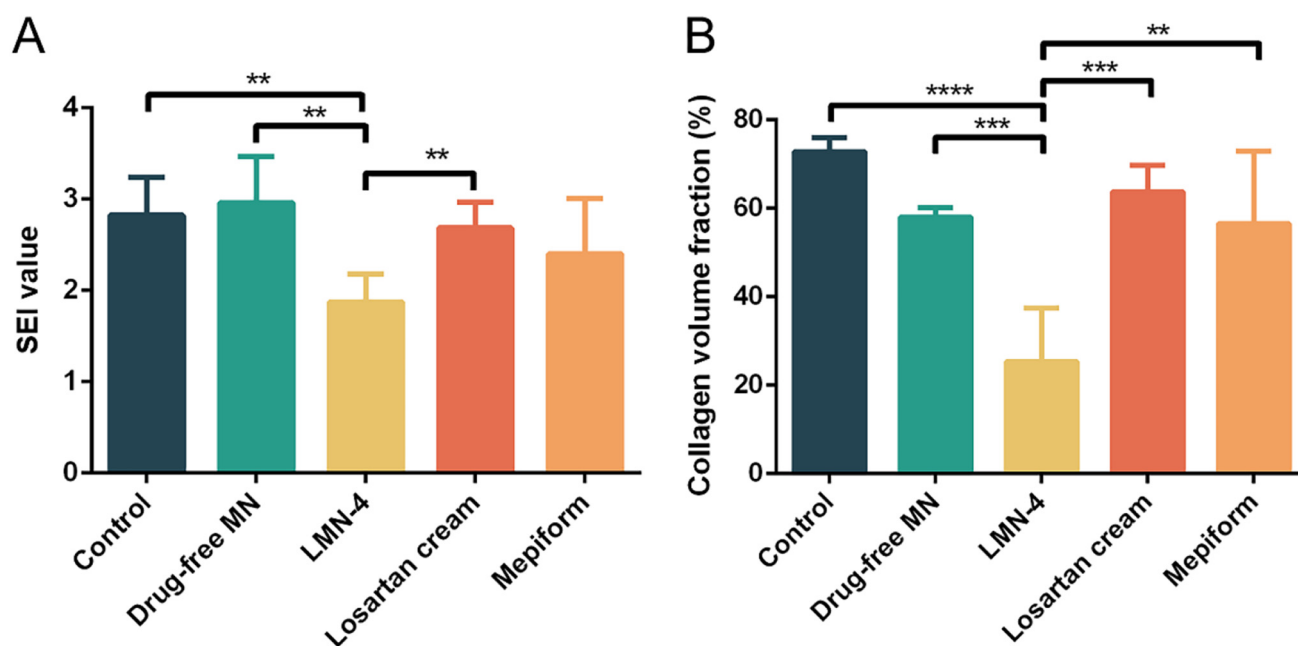 A
**
**
**
SEI value
4
3
2
1
0
Control
Drug-free MN
LMN-4
Losartan cream
Mepiform
B
**
***
****
***
Collagen volume fraction (%)
80
60
40
20
0
Control
Drug-free MN
LMN-4
Losartan cream
Mepiform